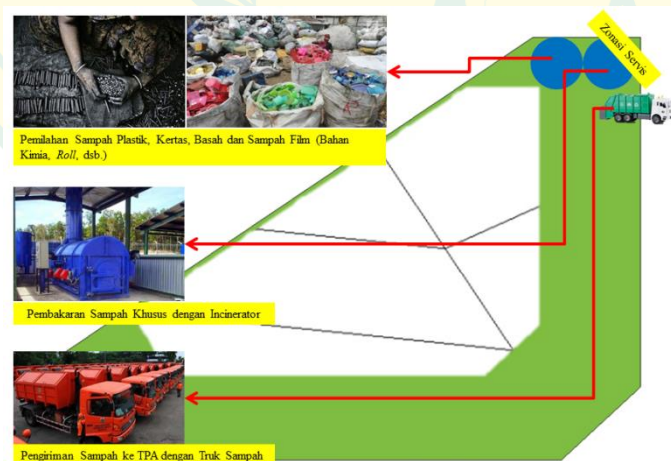 Zonasi Servis
Pemilahan Sampah Plastik, Kertas, Basah dan Sampah Film (Bahan
Kimia, Roll, dsb.)
Pembakaran Sampah Khusus dengan Incinerator
Pengiriman Sampah ke TPA dengan Truk Sampah